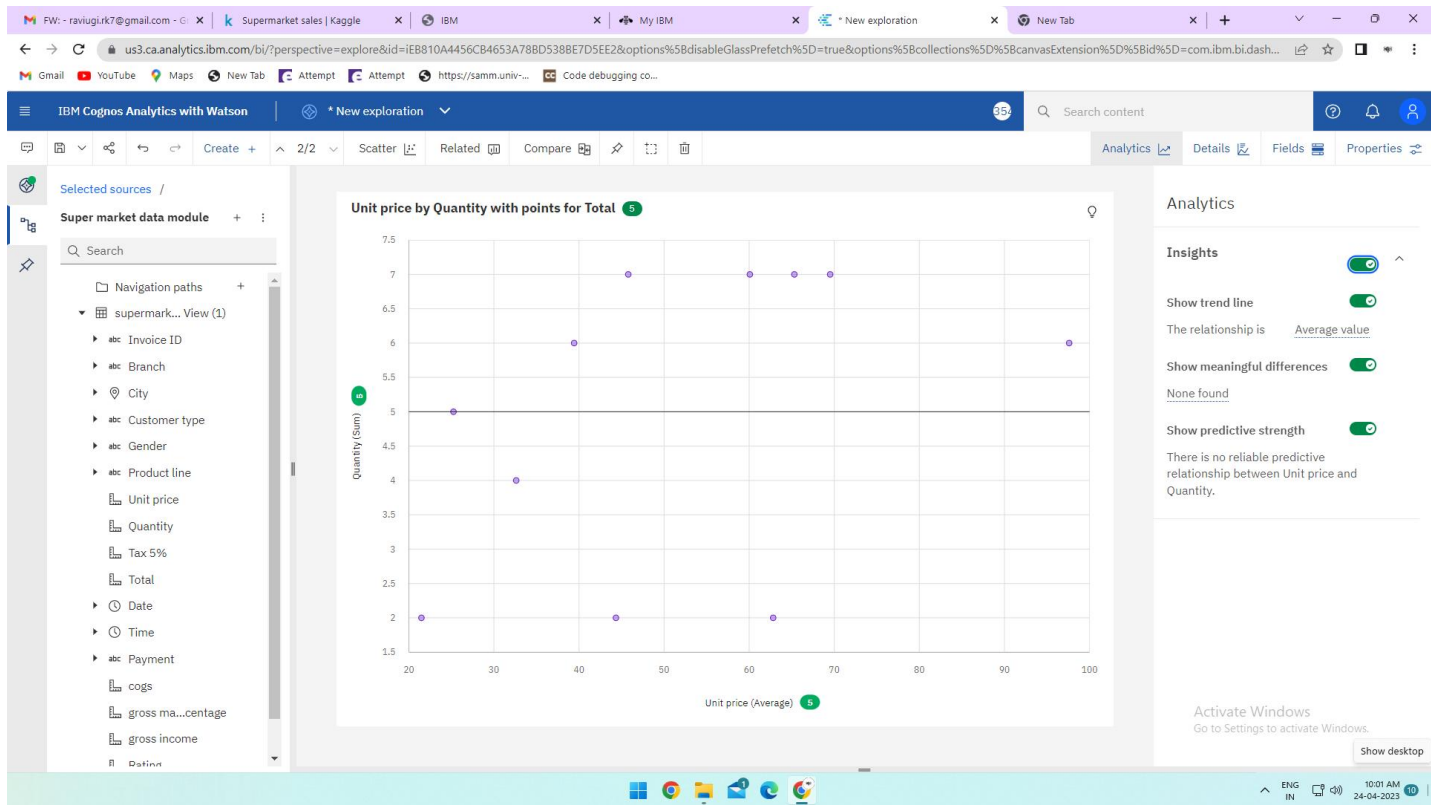 FW: - raviugi.rk7@gmail.com - G
Supermarket sales | Kaggle
IBM
My IBM
* New exploration
New Tab
us3.ca.analytics.ibm.com/bi/?perspective=explore&id=iEB810A4456CB4653A78BD538BE7D5EE2&options%5BdisableGlassPrefetch%5D=true&options%5Bcollections%5D%5BcanvasExtension%5D%5Bid%5D=com.ibm.bi.dash...
Gmail
YouTube
Maps
New Tab
Attempt
Attempt
https://samm.univ-...
Code debugging co...
IBM Cognos Analytics with Watson
* New exploration
354
Search content
Create +
2/2
Scatter
Related
Compare
Analytics
Details
Fields
Properties
Selected sources /
Super market data module
Search
Navigation paths
supermark... View (1)
abc Invoice ID
abc Branch
City
abc Customer type
abc Gender
abc Product line
Unit price
Quantity
Tax 5%
Total
Date
Time
abc Payment
cogs
gross ma...centage
gross income
Rating
Unit price by Quantity with points for Total 5
7.5
7
6.5
6
5.5
5
4.5
4
3.5
3
2.5
2
1.5
Quantity (Sum)
20 30 40 50 60 70 80 90 100
Unit price (Average) 5
Analytics
Insights
Show trend line
The relationship is Average value
Show meaningful differences
None found
Show predictive strength
There is no reliable predictive
relationship between Unit price and
Quantity.
Activate Windows
Go to Settings to activate Windows.
Show desktop
1
ENG
IN
10:01 AM
24-04-2023
10